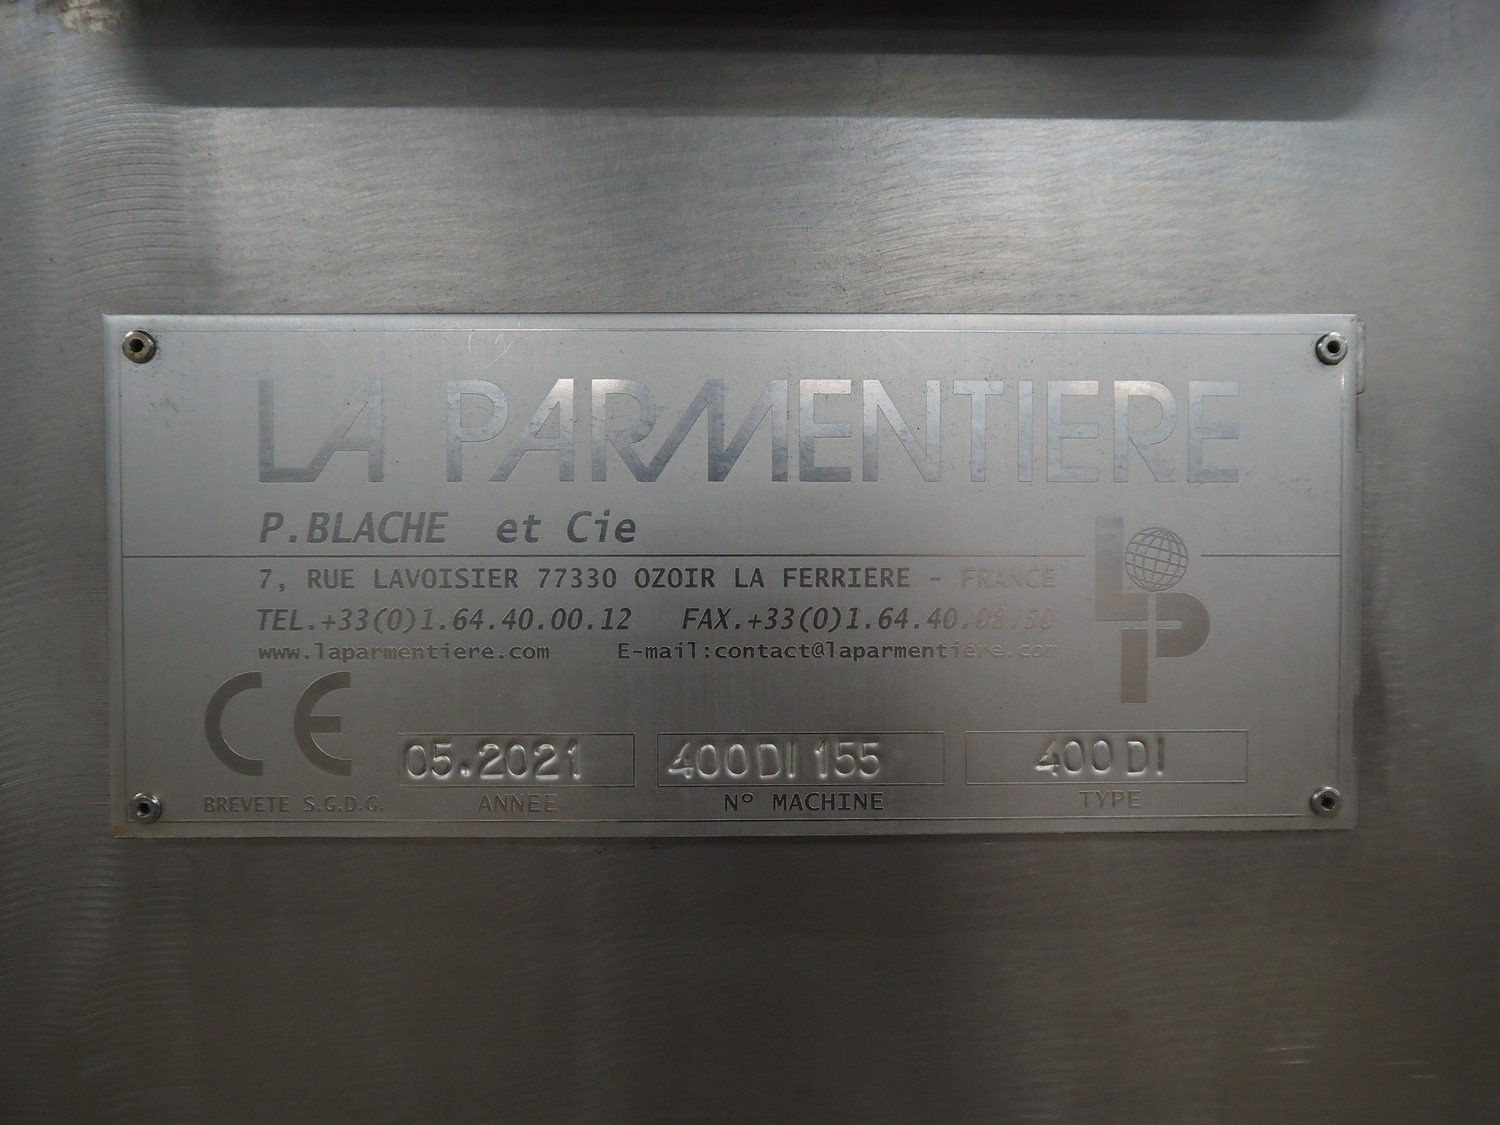 LA PARMENTIERE
P.BLACHE et Cie
7, RUE LAVOISIER 77330 OZOIR LA FERRIERE - FRANCE
TEL.+33(0)1.64.40.00.12 FAX.+33(0)1.64.40.08.50
www.laparmentiere.com E-mail:contact@laparmentiere.com
LP
CE
05.2021 400DI 155 400 DI
BREVETE S.G.D.G. ANNEE N° MACHINE TYPE